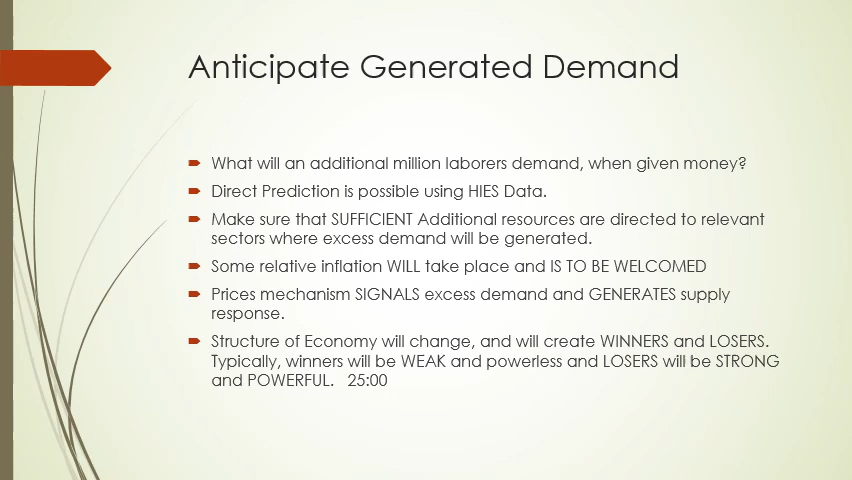 Anticipate Generated Demand
What will an additional million laborers demand, when given money?
Direct Prediction is possible using HIES Data.
Make sure that SUFFICIENT Additional resources are directed to relevant
sectors where excess demand will be generated.
Some relative inflation WILL take place and IS TO BE WELCOMED
Prices mechanism SIGNALS excess demand and GENERATES supply
response.
Structure of Economy will change, and will create WINNERS and LOSERS.
Typically, winners will be WEAK and powerless and LOSERS will be STRONG
and POWERFUL.   25:00